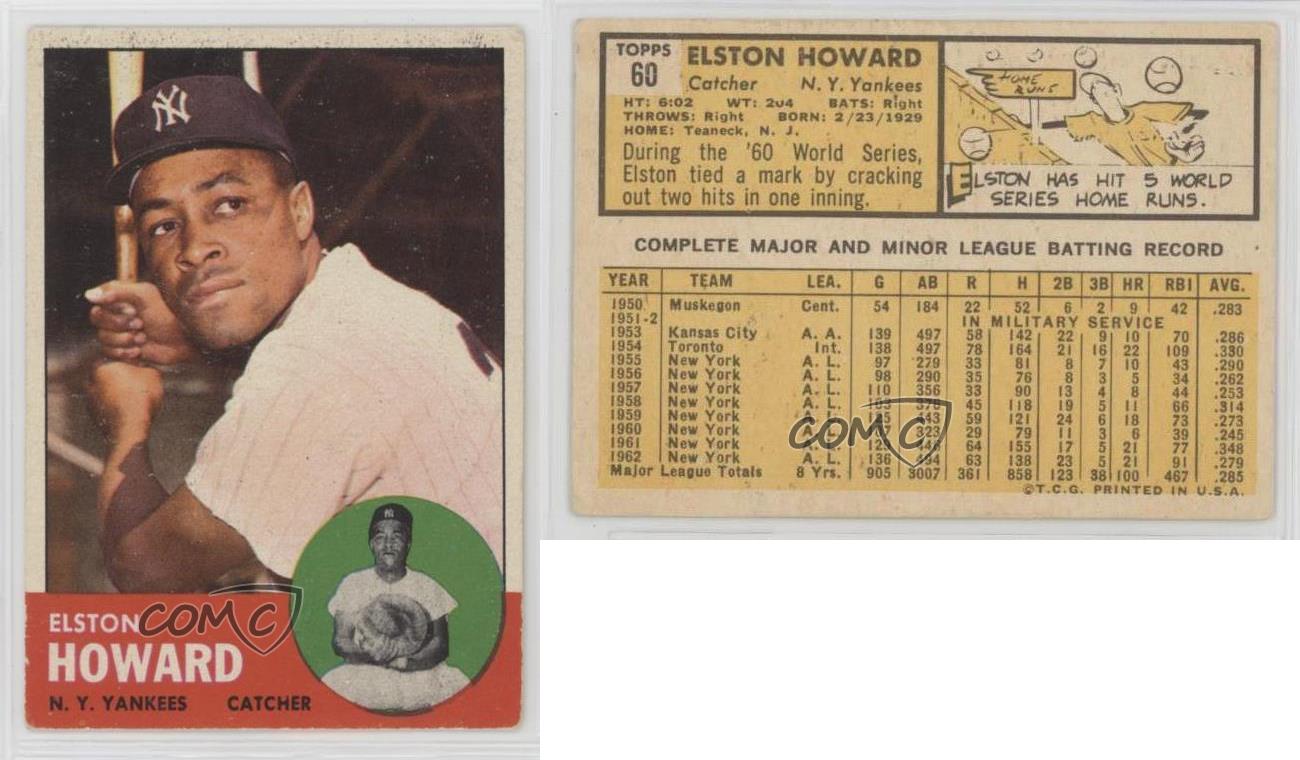 NY
ELSTON
HOWARD
N. Y. YANKEES CATCHER
COMC
TOPPS
60
ELSTON HOWARD
Catcher N. Y. Yankees
HT: 6:02 WT: 204 BATS: Right
THROWS: Right BORN: 2/23/1929
HOME: Teaneck, N. J.
During the '60 World Series,
Elston tied a mark by cracking
out two hits in one inning.
HOME
RUNS
ELSTON HAS HIT 5 WORLD
SERIES HOME RUNS.
COMPLETE MAJOR AND MINOR LEAGUE BATTING RECORD
YEAR TEAM LEA. G AB R H 2B 3B HR RBI AVG.
1950 Muskegon Cent. 54 184 22 52 6 2 9 42 .283
1951-2 IN MILITARY SERVICE
1953 Kansas City A. A. 139 497 58 142 22 9 10 70 .286
1954 Toronto Int. 138 497 78 164 21 16 22 109 .330
1955 New York A. L. 97 279 33 81 8 7 10 43 .290
1956 New York A. L. 98 290 35 76 8 3 5 34 .262
1957 New York A. L. 110 356 33 90 13 4 8 44 .253
1958 New York A. L. 103 376 45 118 19 5 11 66 .314
1959 New York A. L. 125 443 59 121 24 6 18 73 .273
1960 New York A. L. 323 29 79 11 3 6 39 .245
1961 New York A. L. 129 446 64 155 17 5 21 77 .348
1962 New York A. L. 136 494 63 138 23 5 21 91 .279
Major League Totals 8 Yrs. 905 3007 361 858 123 38 100 467 .285
©T.C.G. PRINTED IN U.S.A.
COMC